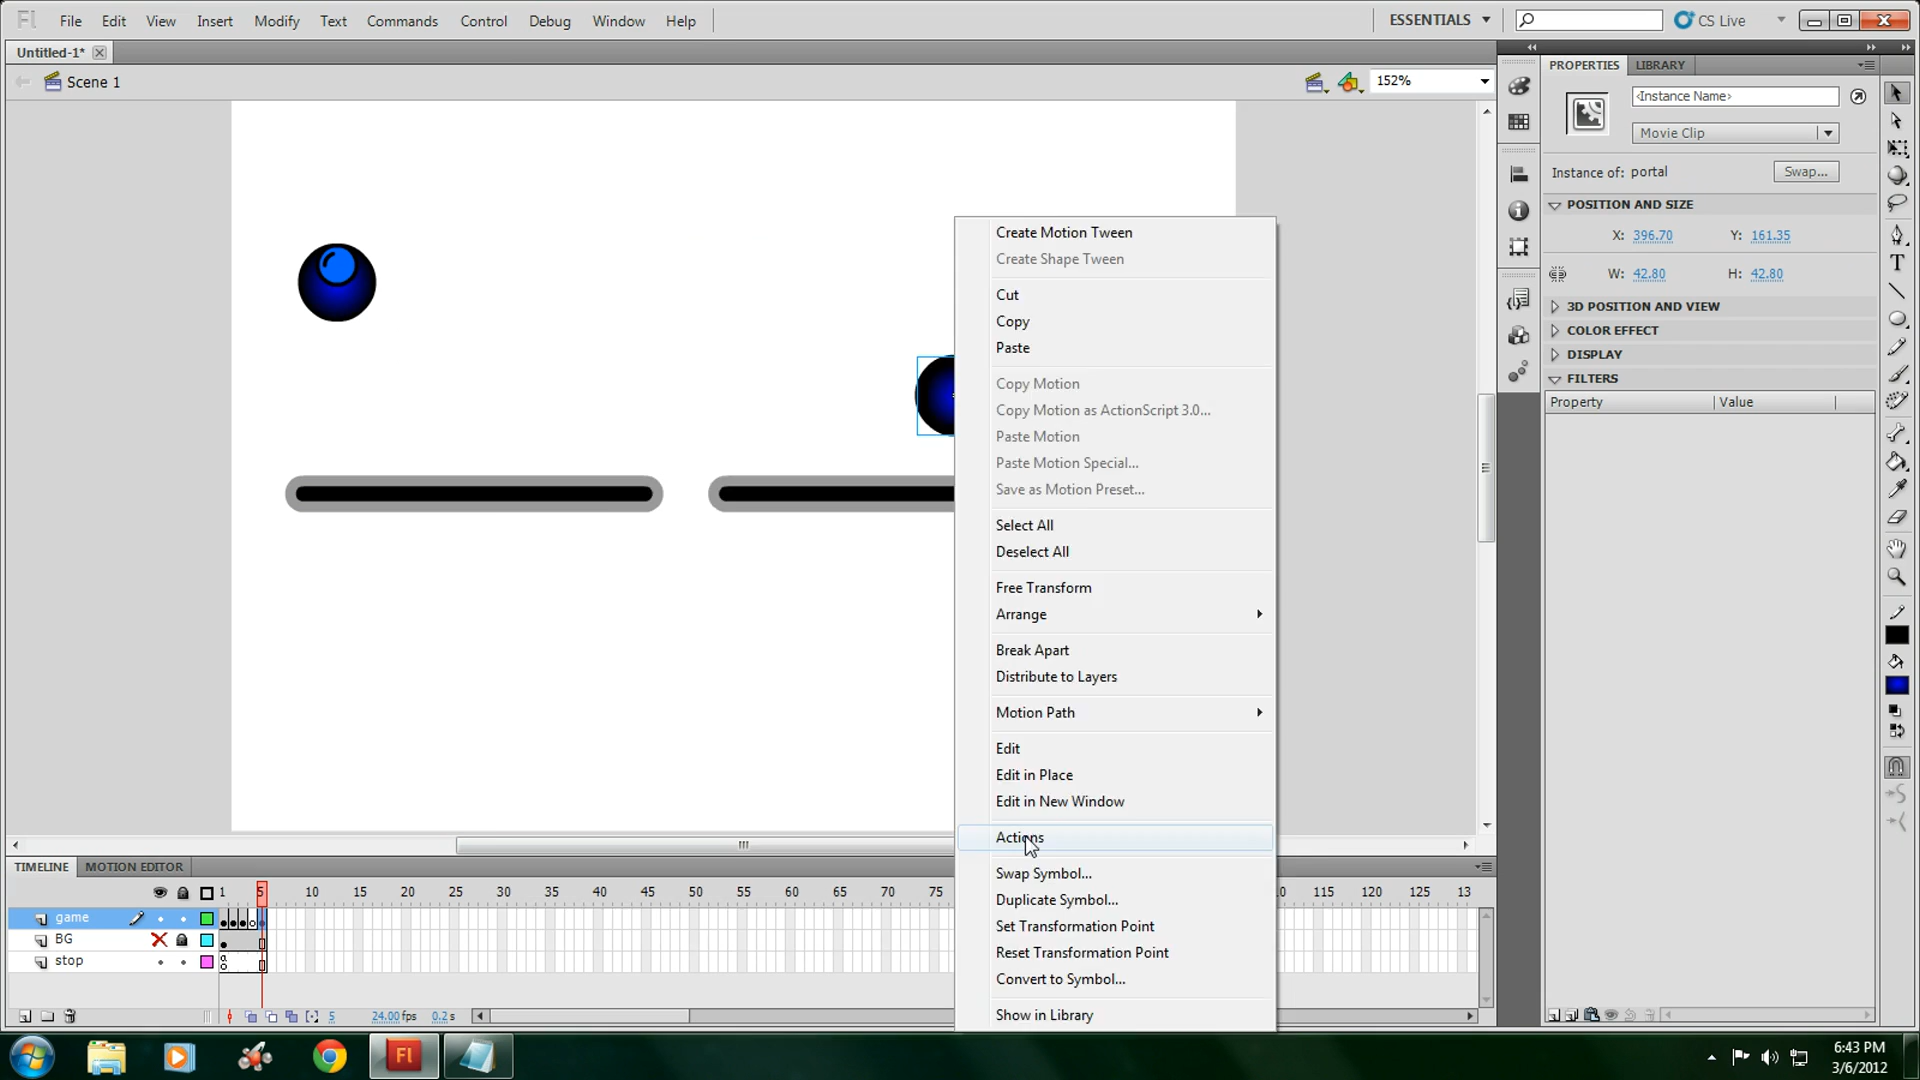 Fl File Edit View Insert Modify Text Commands Control Debug Window Help ESSENTIALS CS Live
Untitled-1*
Scene 1 152%
PROPERTIES LIBRARY
<Instance Name>
Movie Clip
Instance of: portal Swap...
POSITION AND SIZE
X: 396.70 Y: 161.35
W: 42.80 H: 42.80
3D POSITION AND VIEW
COLOR EFFECT
DISPLAY
FILTERS
Property Value
Create Motion Tween
Create Shape Tween
Cut
Copy
Paste
Copy Motion
Copy Motion as ActionScript 3.0...
Paste Motion
Paste Motion Special...
Save as Motion Preset...
Select All
Deselect All
Free Transform
Arrange
Break Apart
Distribute to Layers
Motion Path
Edit
Edit in Place
Edit in New Window
Actions
Swap Symbol...
Duplicate Symbol...
Set Transformation Point
Reset Transformation Point
Convert to Symbol...
Show in Library
TIMELINE MOTION EDITOR
1 5 10 15 20 25 30 35 40 45 50 55 60 65 70 75 115 120 125 13
game
BG
stop
5 24.00 fps 0.2 s
Fl
6:43 PM
3/6/2012